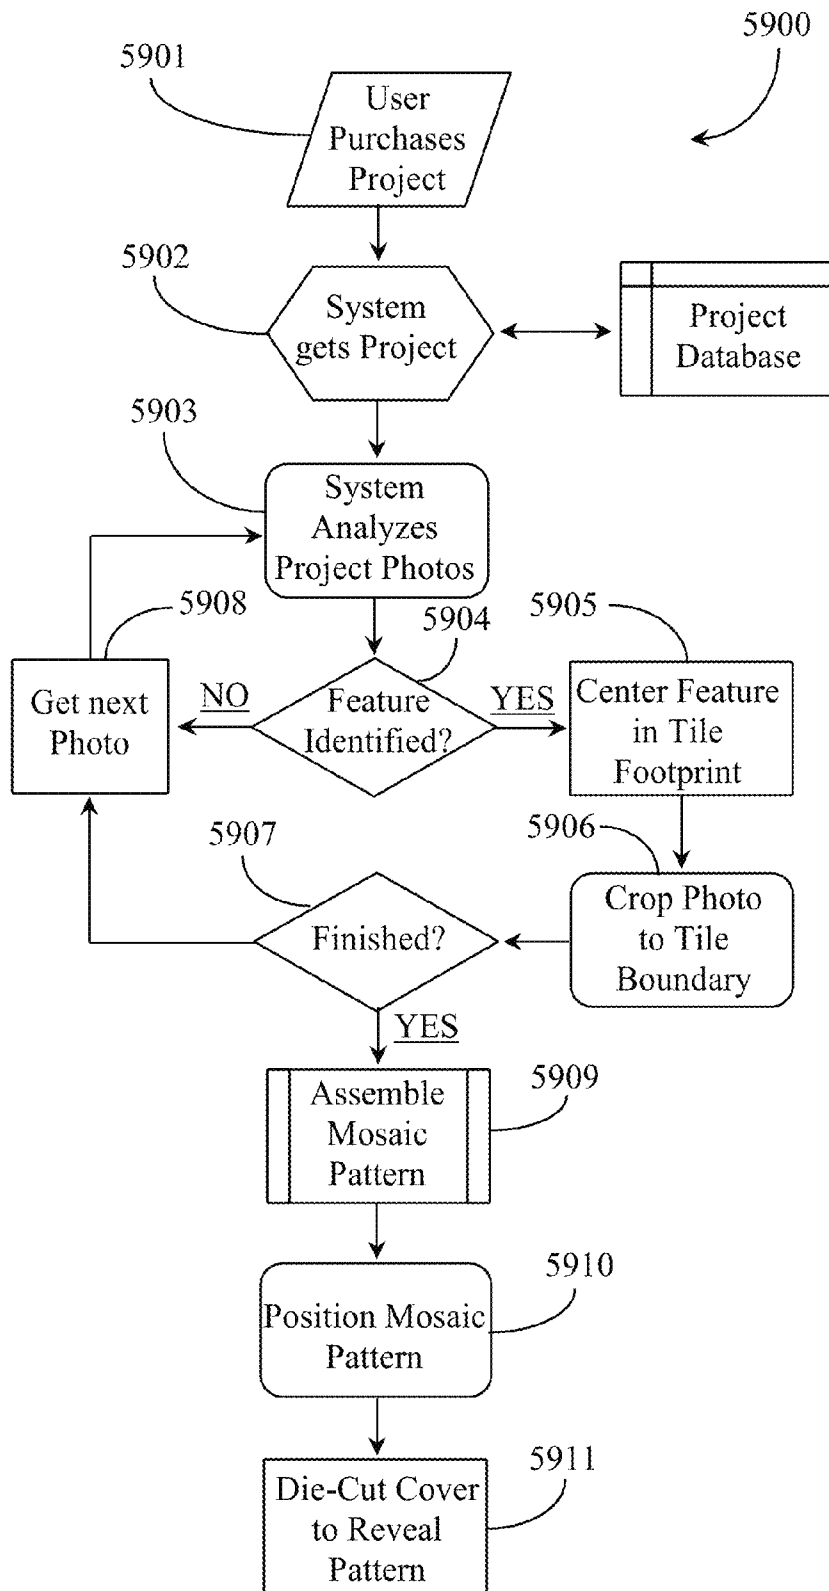 5900
5901
User
Purchases
Project
5902
System
gets Project
Project
Database
5903
System
Analyzes
Project Photos
5908
5904
5905
Get next
Photo
NO
Feature
Identified?
YES
Center Feature
in Tile
Footprint
5907
5906
Finished?
Crop Photo
to Tile
Boundary
YES
Assemble
Mosaic
Pattern
5909
5910
Position Mosaic
Pattern
5911
Die-Cut Cover
to Reveal
Pattern